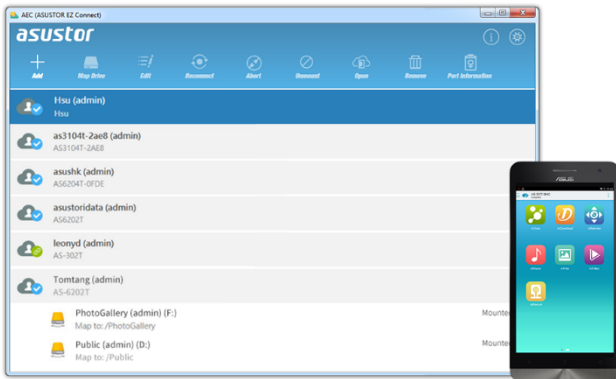 AEC (ASUSTOR EZ Connect)
asustor
Add Map Drive Edit Reconnect Abort Unmount Open Remove Port Information
Hsu (admin)
Hsu
as3104t-2ae8 (admin)
AS3104T-2AE8
asushk (admin)
AS6204T-0FDE
asustoridata (admin)
AS6202T
leonyd (admin)
AS-302T
Tomtang (admin)
AS-6202T
PhotoGallery (admin) (F:)
Mounte
Map to: /PhotoGallery
Public (admin) (D:)
Mounte
Map to: /Public
ASUS